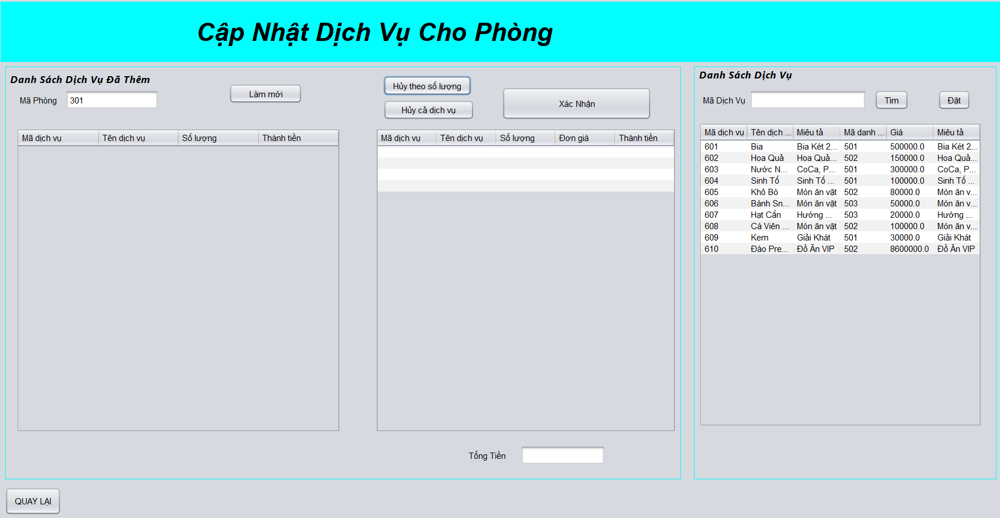 Cập Nhật Dịch Vụ Cho Phòng
Danh Sách Dịch Vụ Đã Thêm
Mã Phòng 301
Làm mới
Hủy theo số lượng
Hủy cả dịch vụ
Xác Nhận
Mã dịch vụ Tên dịch vụ Số lượng Thành tiền
Mã dịch vụ Tên dịch vụ Số lượng Đơn giá Thành tiền
Tổng Tiền
Danh Sách Dịch Vụ
Mã Dịch Vụ Tìm Đặt
Mã dịch vụ Tên dịch ... Miêu tả Mã danh ... Giá Miêu tả
601 Bia Bia Két 2... 501 500000.0 Bia Két 2...
602 Hoa Quả Hoa Quả... 502 150000.0 Hoa Quả...
603 Nước N... CoCa, P... 501 300000.0 CoCa, P...
604 Sinh Tố Sinh Tố ... 501 100000.0 Sinh Tố ...
605 Khô Bò Món ăn vặt 502 80000.0 Món ăn v...
606 Bánh Sn... Món ăn vặt 503 50000.0 Món ăn v...
607 Hạt Cắn Hướng ... 503 20000.0 Hướng ...
608 Cá Viên ... Món ăn vặt 502 100000.0 Món ăn v...
609 Kem Giải Khát 501 30000.0 Giải Khát
610 Đào Pre... Đồ Ăn VIP 502 8600000.0 Đồ Ăn VIP
QUAY LẠI